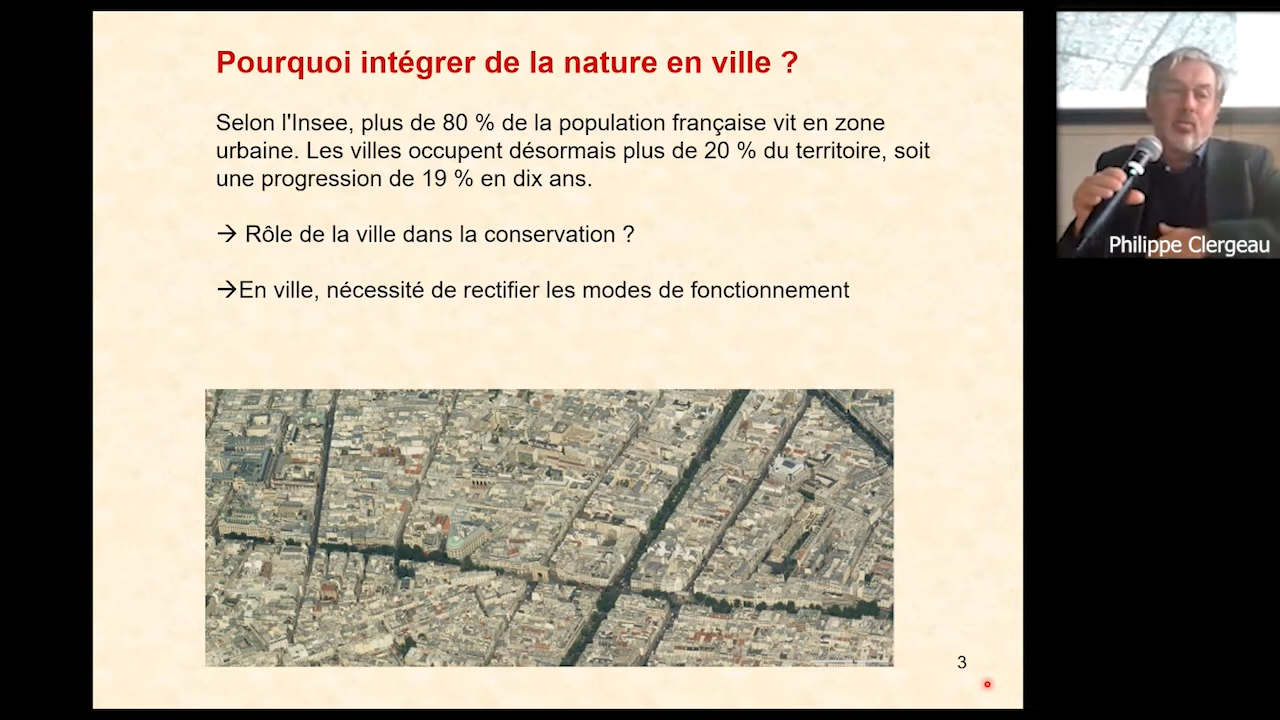 Pourquoi intégrer de la nature en ville ?
Selon l'Insee, plus de 80 % de la population française vit en zone
urbaine. Les villes occupent désormais plus de 20 % du territoire, soit
une progression de 19 % en dix ans.
→ Rôle de la ville dans la conservation ?
→En ville, nécessité de rectifier les modes de fonctionnement
3
Philippe Clergeau